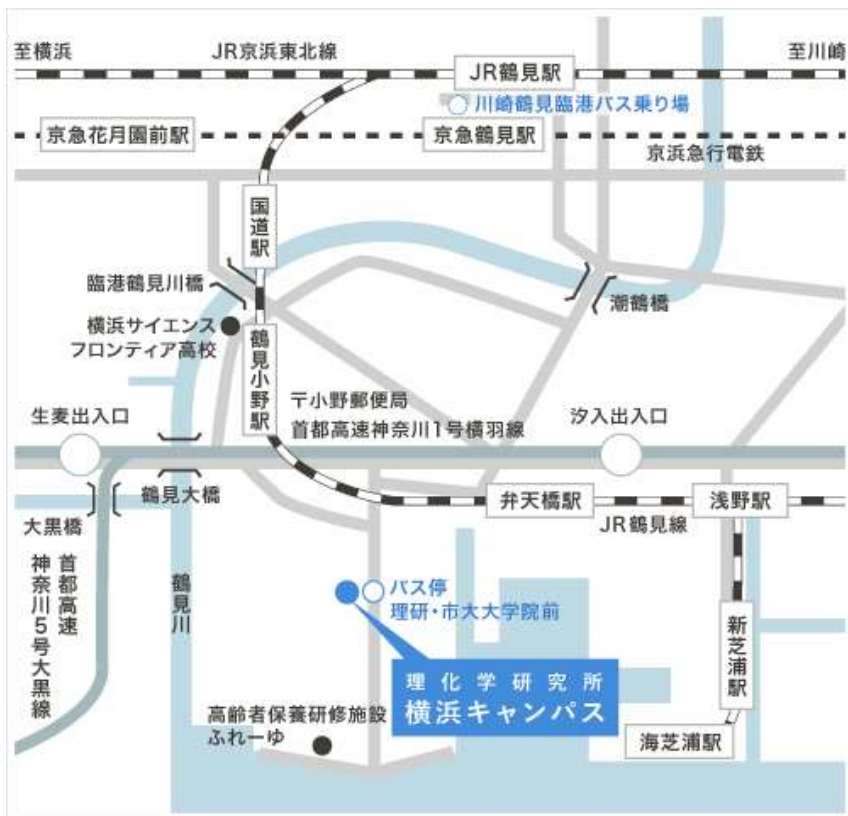 至横浜
JR京浜東北線
JR鶴見駅
至川崎
川崎鶴見臨港バス乗り場
京急花月園前駅
京急鶴見駅
京浜急行電鉄
国道駅
臨港鶴見川橋
潮鶴橋
横浜サイエンス
フロンティア高校
鶴見小野駅
〒小野郵便局
生麦出入口
首都高速神奈川1号横羽線
汐入出入口
鶴見大橋
弁天橋駅
浅野駅
大黒橋
JR鶴見線
首都高速
神奈川5号大黒線
鶴見川
バス停
理研・市大大学院前
新芝浦駅
理化学研究所
横浜キャンパス
高齢者保養研修施設
ふれーゆ
海芝浦駅